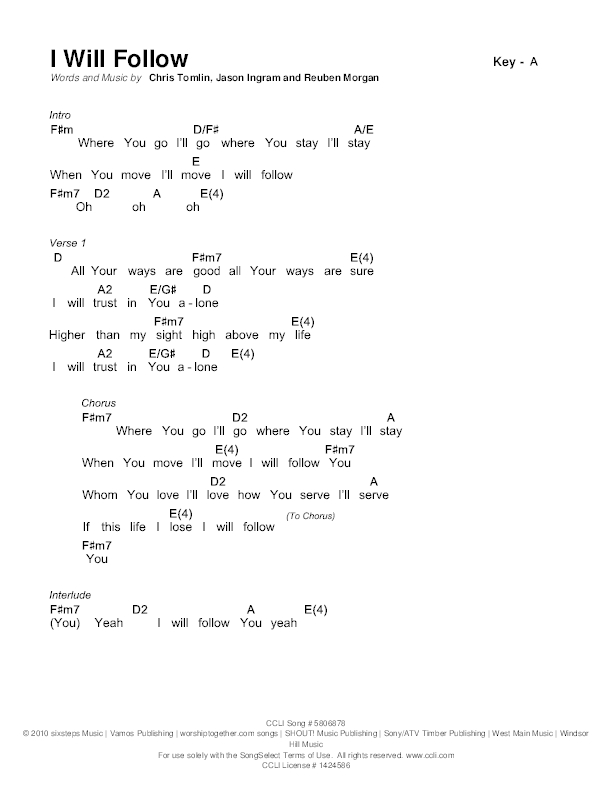 I Will Follow
Key - A
Words and Music by Chris Tomlin, Jason Ingram and Reuben Morgan
Intro
F♯m D/F♯ A/E
Where You go I'll go where You stay I'll stay
E
When You move I'll move I will follow
F♯m7 D2 A E(4)
Oh oh oh
Verse 1
D F♯m7 E(4)
All Your ways are good all Your ways are sure
A2 E/G♯ D
I will trust in You a - lone
F♯m7 E(4)
Higher than my sight high above my life
A2 E/G♯ D E(4)
I will trust in You a - lone
Chorus
F♯m7 D2 A
Where You go I'll go where You stay I'll stay
E(4) F♯m7
When You move I'll move I will follow You
D2 A
Whom You love I'll love how You serve I'll serve
E(4) (To Chorus)
If this life I lose I will follow
F♯m7
You
Interlude
F♯m7 D2 A E(4)
(You) Yeah I will follow You yeah
CCLI Song # 5806878
© 2010 sixsteps Music | Vamos Publishing | worshiptogether.com songs | SHOUT! Music Publishing | Sony/ATV Timber Publishing | West Main Music | Windsor
Hill Music
For use solely with the SongSelect Terms of Use. All rights reserved. www.ccli.com
CCLI License # 1424586